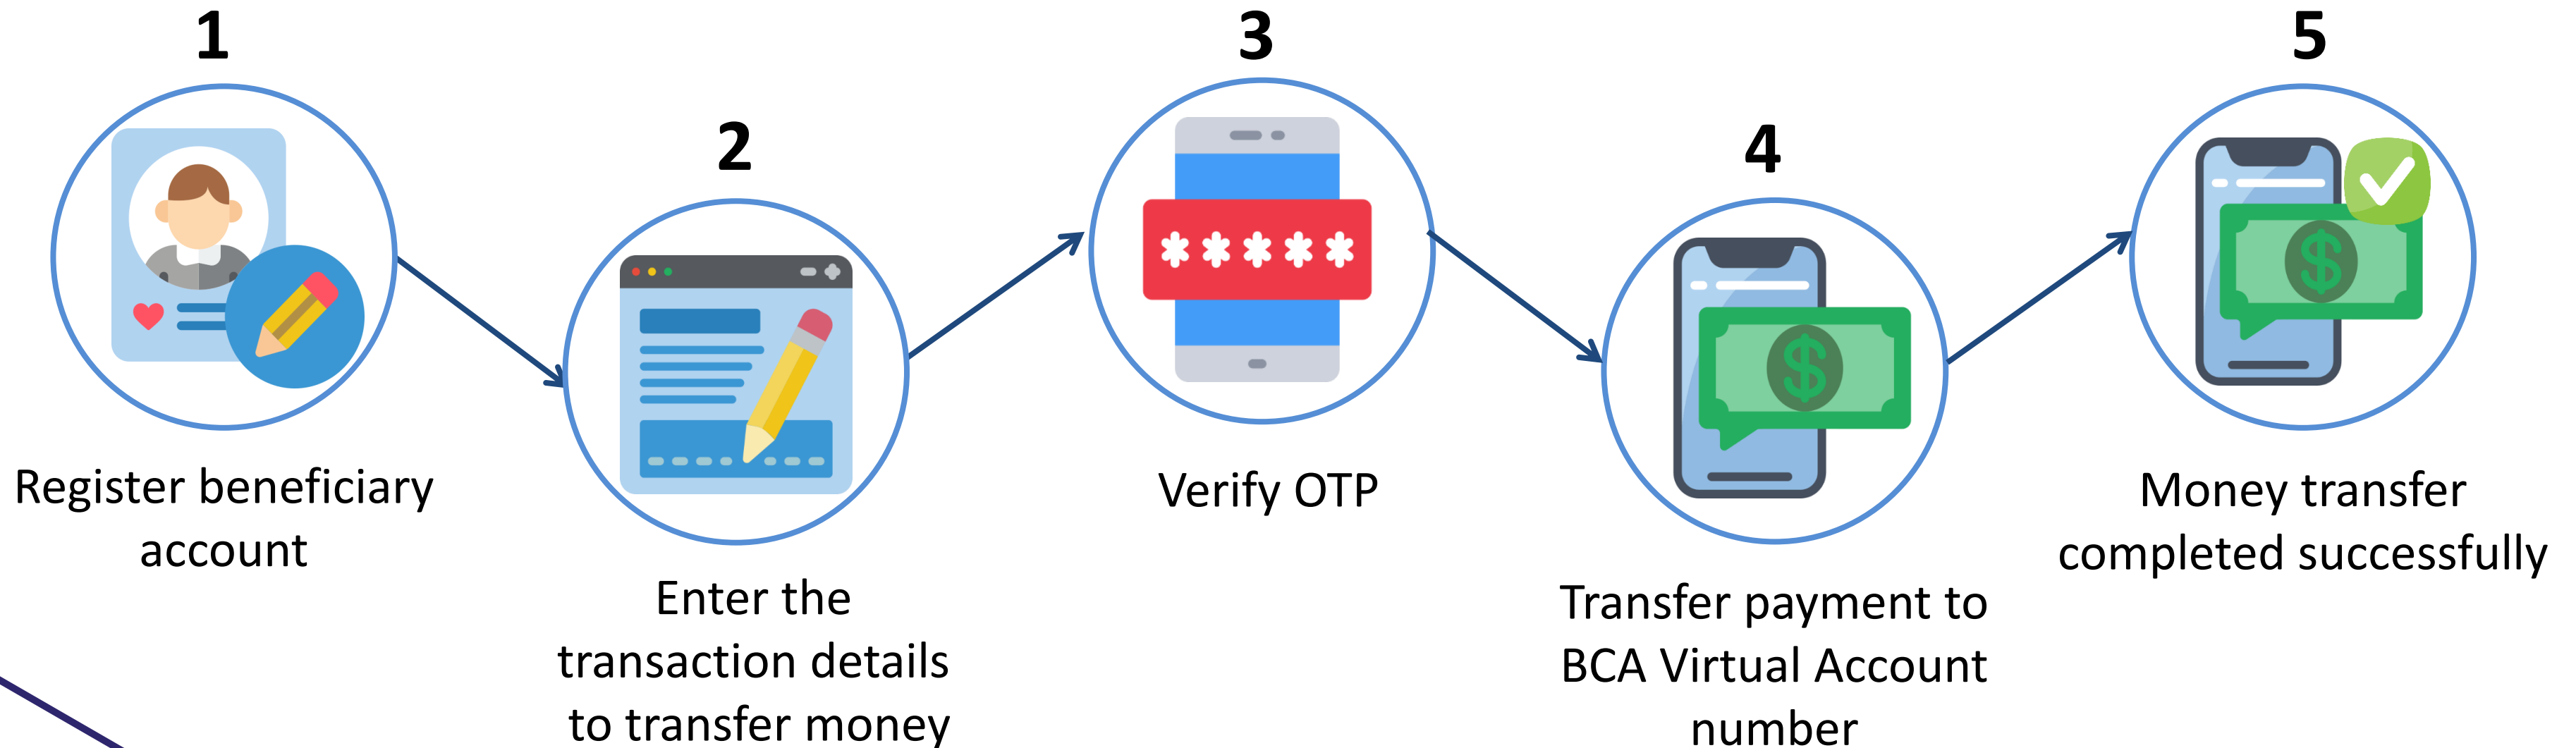 1
Register beneficiary
account
2
Enter the
transaction details
to transfer money
3
*****
Verify OTP
4
$
Transfer payment to
BCA Virtual Account
number
5
$
Money transfer
completed successfully